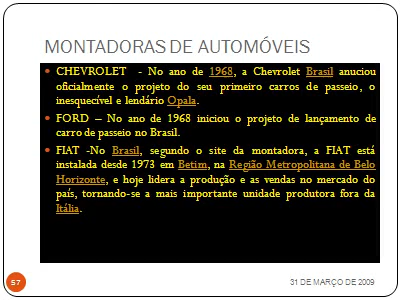 MONTADORAS DE AUTOMÓVEIS
CHEVROLET - No ano de 1968, a Chevrolet Brasil anuciou
oficialmente o projeto do seu primeiro carros de passeio, o
inesquecível e lendário Opala.
FORD – No ano de 1968 iniciou o projeto de lançamento de
carro de passeio no Brasil.
FIAT -No Brasil, segundo o site da montadora, a FIAT está
instalada desde 1973 em Betim, na Região Metropolitana de Belo
Horizonte, e hoje lidera a produção e as vendas no mercado do
país, tornando-se a mais importante unidade produtora fora da
Itália.
57
31 DE MARÇO DE 2009